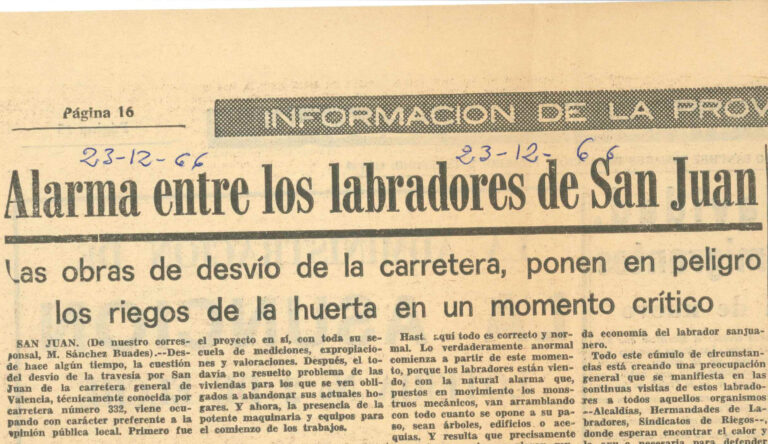 Página 16
INFORMACION DE LA PROV
23-12-66
23-12-66
Alarma entre los labradores de San Juan
Las obras de desvío de la carretera, ponen en peligro
los riegos de la huerta en un momento crítico
SAN JUAN. (De nuestro corres-
ponsal, M. Sánchez Buades).—Des-
de hace algún tiempo, la cuestión
del desvío de la travesía por San
Juan de la carretera general de
Valencia, técnicamente conocida por
carretera número 332, viene ocu-
pando con carácter preferente a la
opinión pública local. Primero fue
el proyecto en sí, con toda su se-
cuela de mediciones, expropiacio-
nes y valoraciones. Después, el to-
davía no resuelto problema de las
viviendas para los que se ven obli-
gados a abandonar sus actuales ho-
gares. Y ahora, la presencia de la
potente maquinaria y equipos para
el comienzo de los trabajos.
Hasta aquí todo es correcto y nor-
mal. Lo verdaderamente anormal
comienza a partir de este momen-
to, porque los labradores están vien-
do, con la natural alarma que,
puestos en movimiento los mons-
truos mecánicos, van arramblando
con todo cuanto se opone a su pa-
so, sean árboles, edificios o ace-
quias. Y resulta que precisamente
da economía del labrador sanjua-
nero.
Todo este cúmulo de circunstan-
cias está creando una preocupación
general que se manifiesta en las
continuas visitas de estos labrado-
res a todos aquellos organismos
—Alcaldías, Hermandades de La-
bradores, Sindicatos de Riegos—,
donde esperan encontrar el calor y